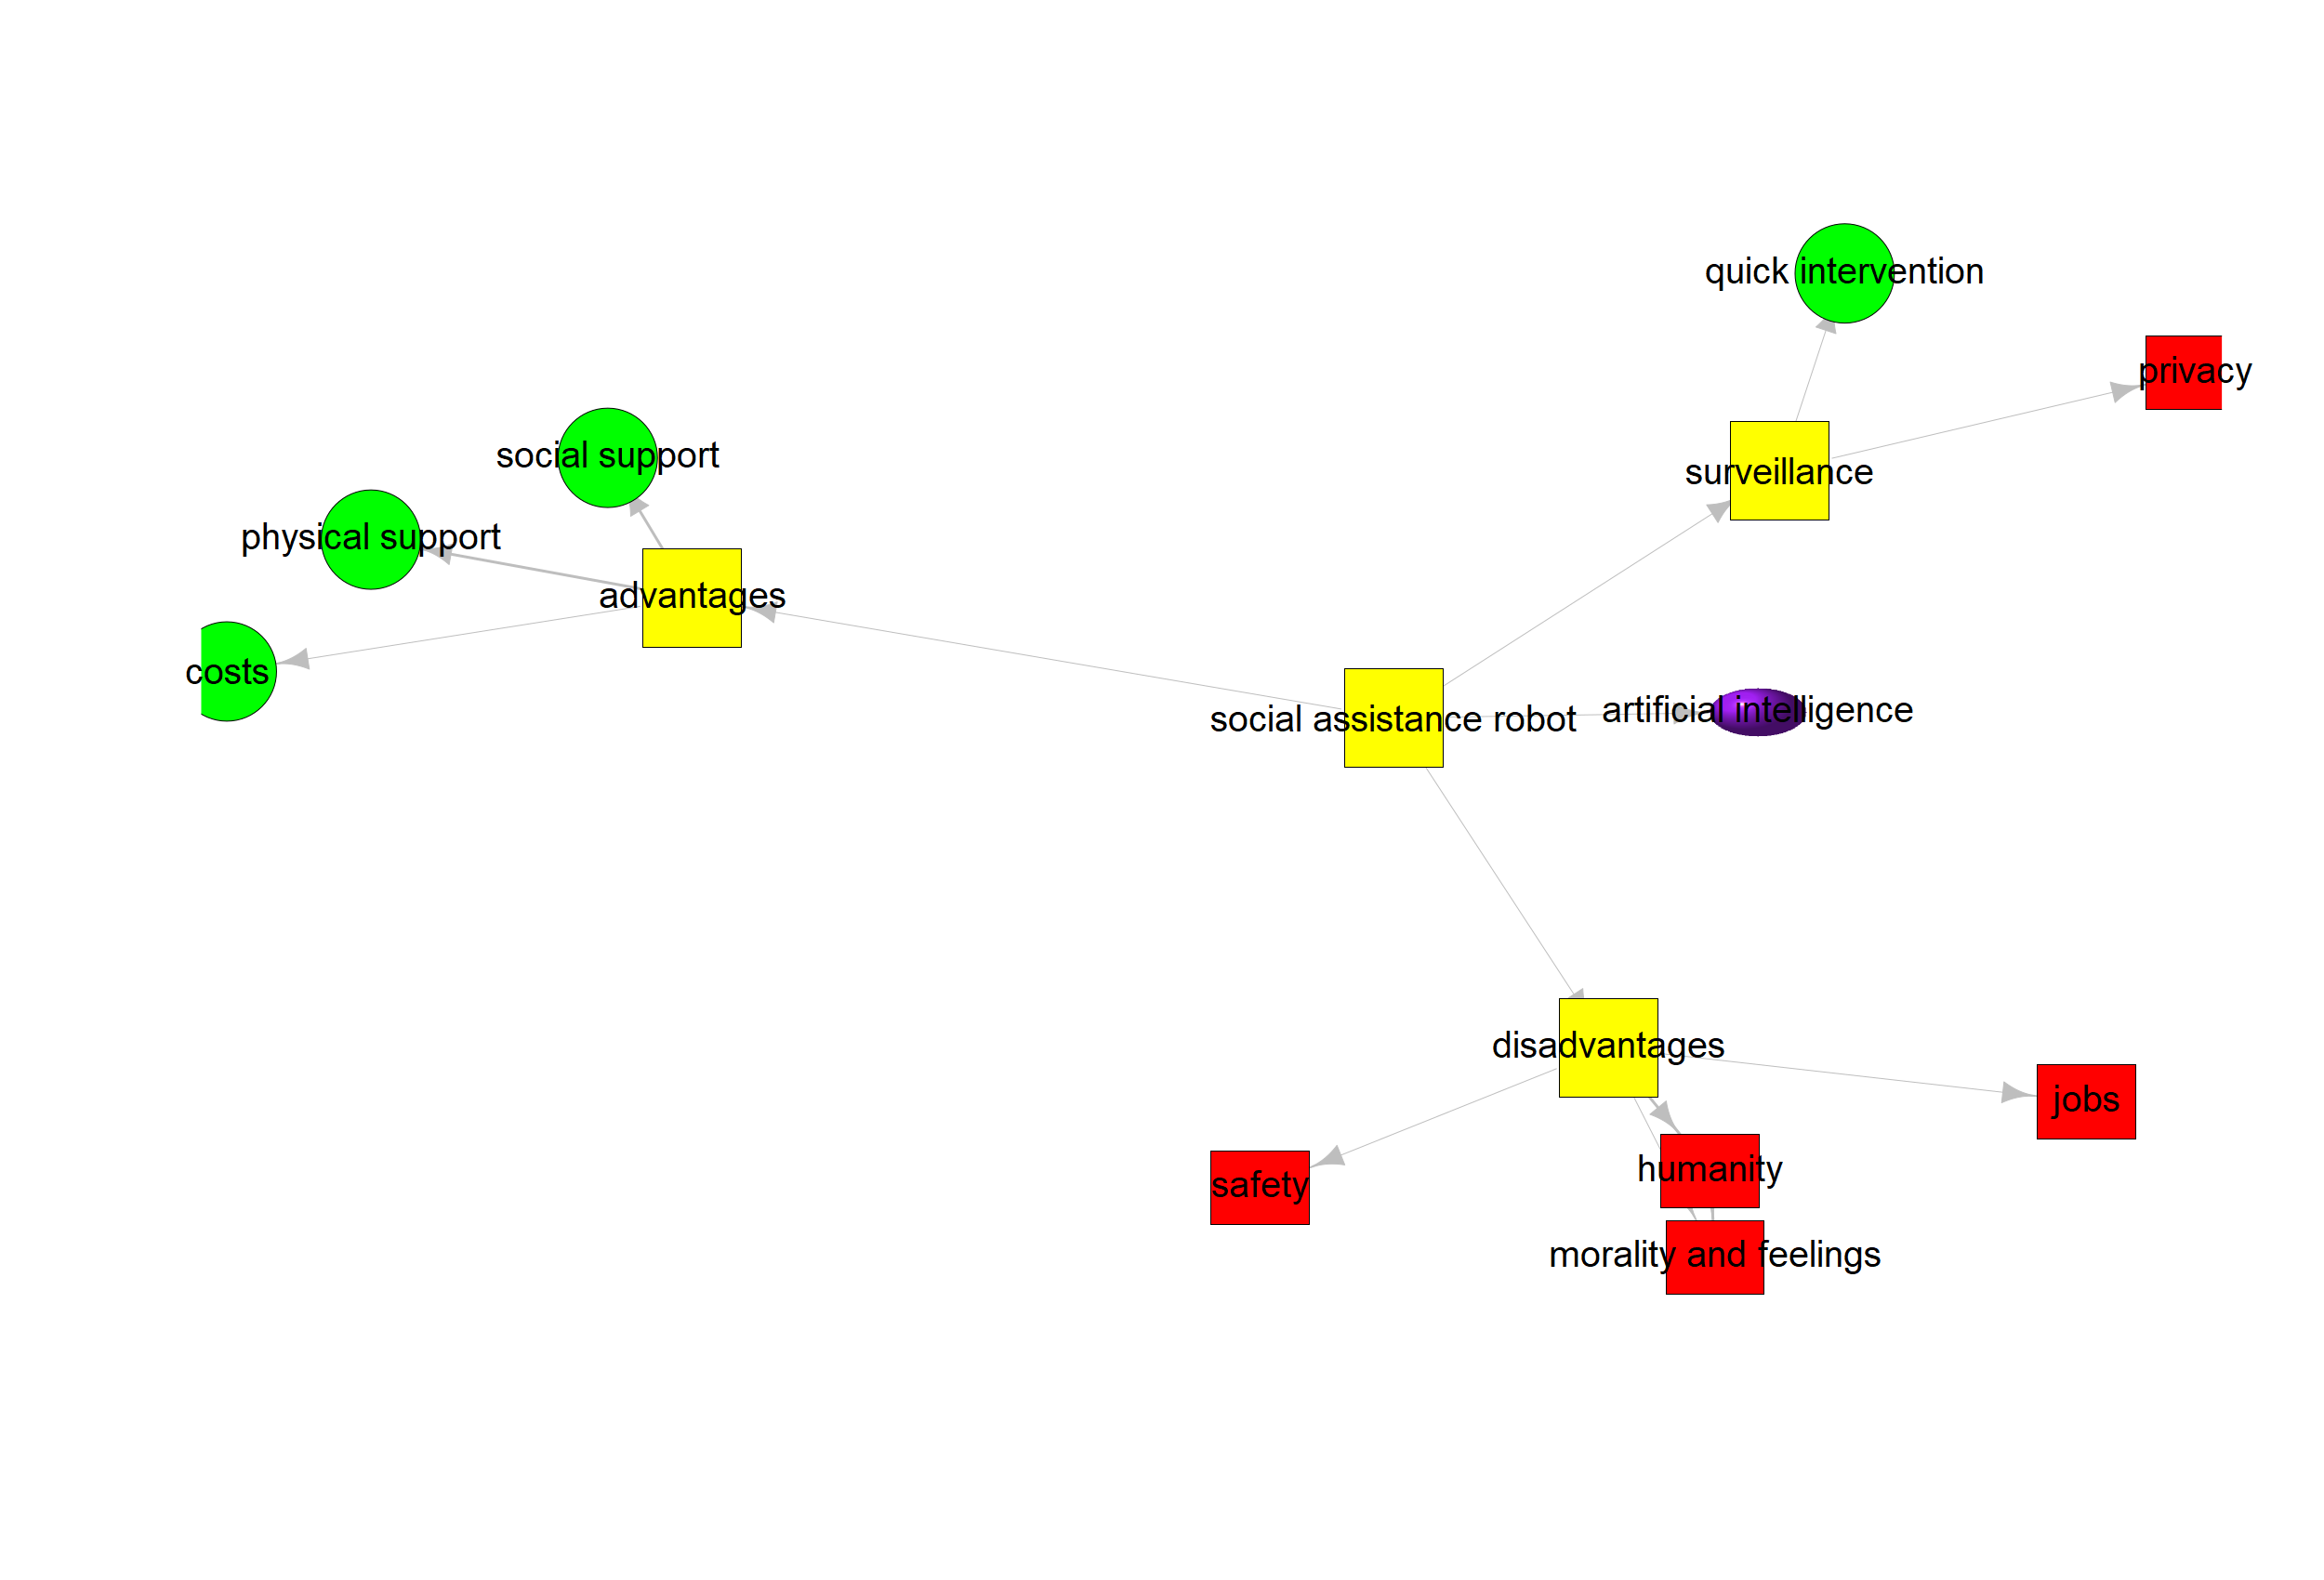 quick intervention
privacy
social support
surveillance
physical support
advantages
costs
artificial intelligence
social assistance robot
disadvantages
jobs
humanity
safety
morality and feelings